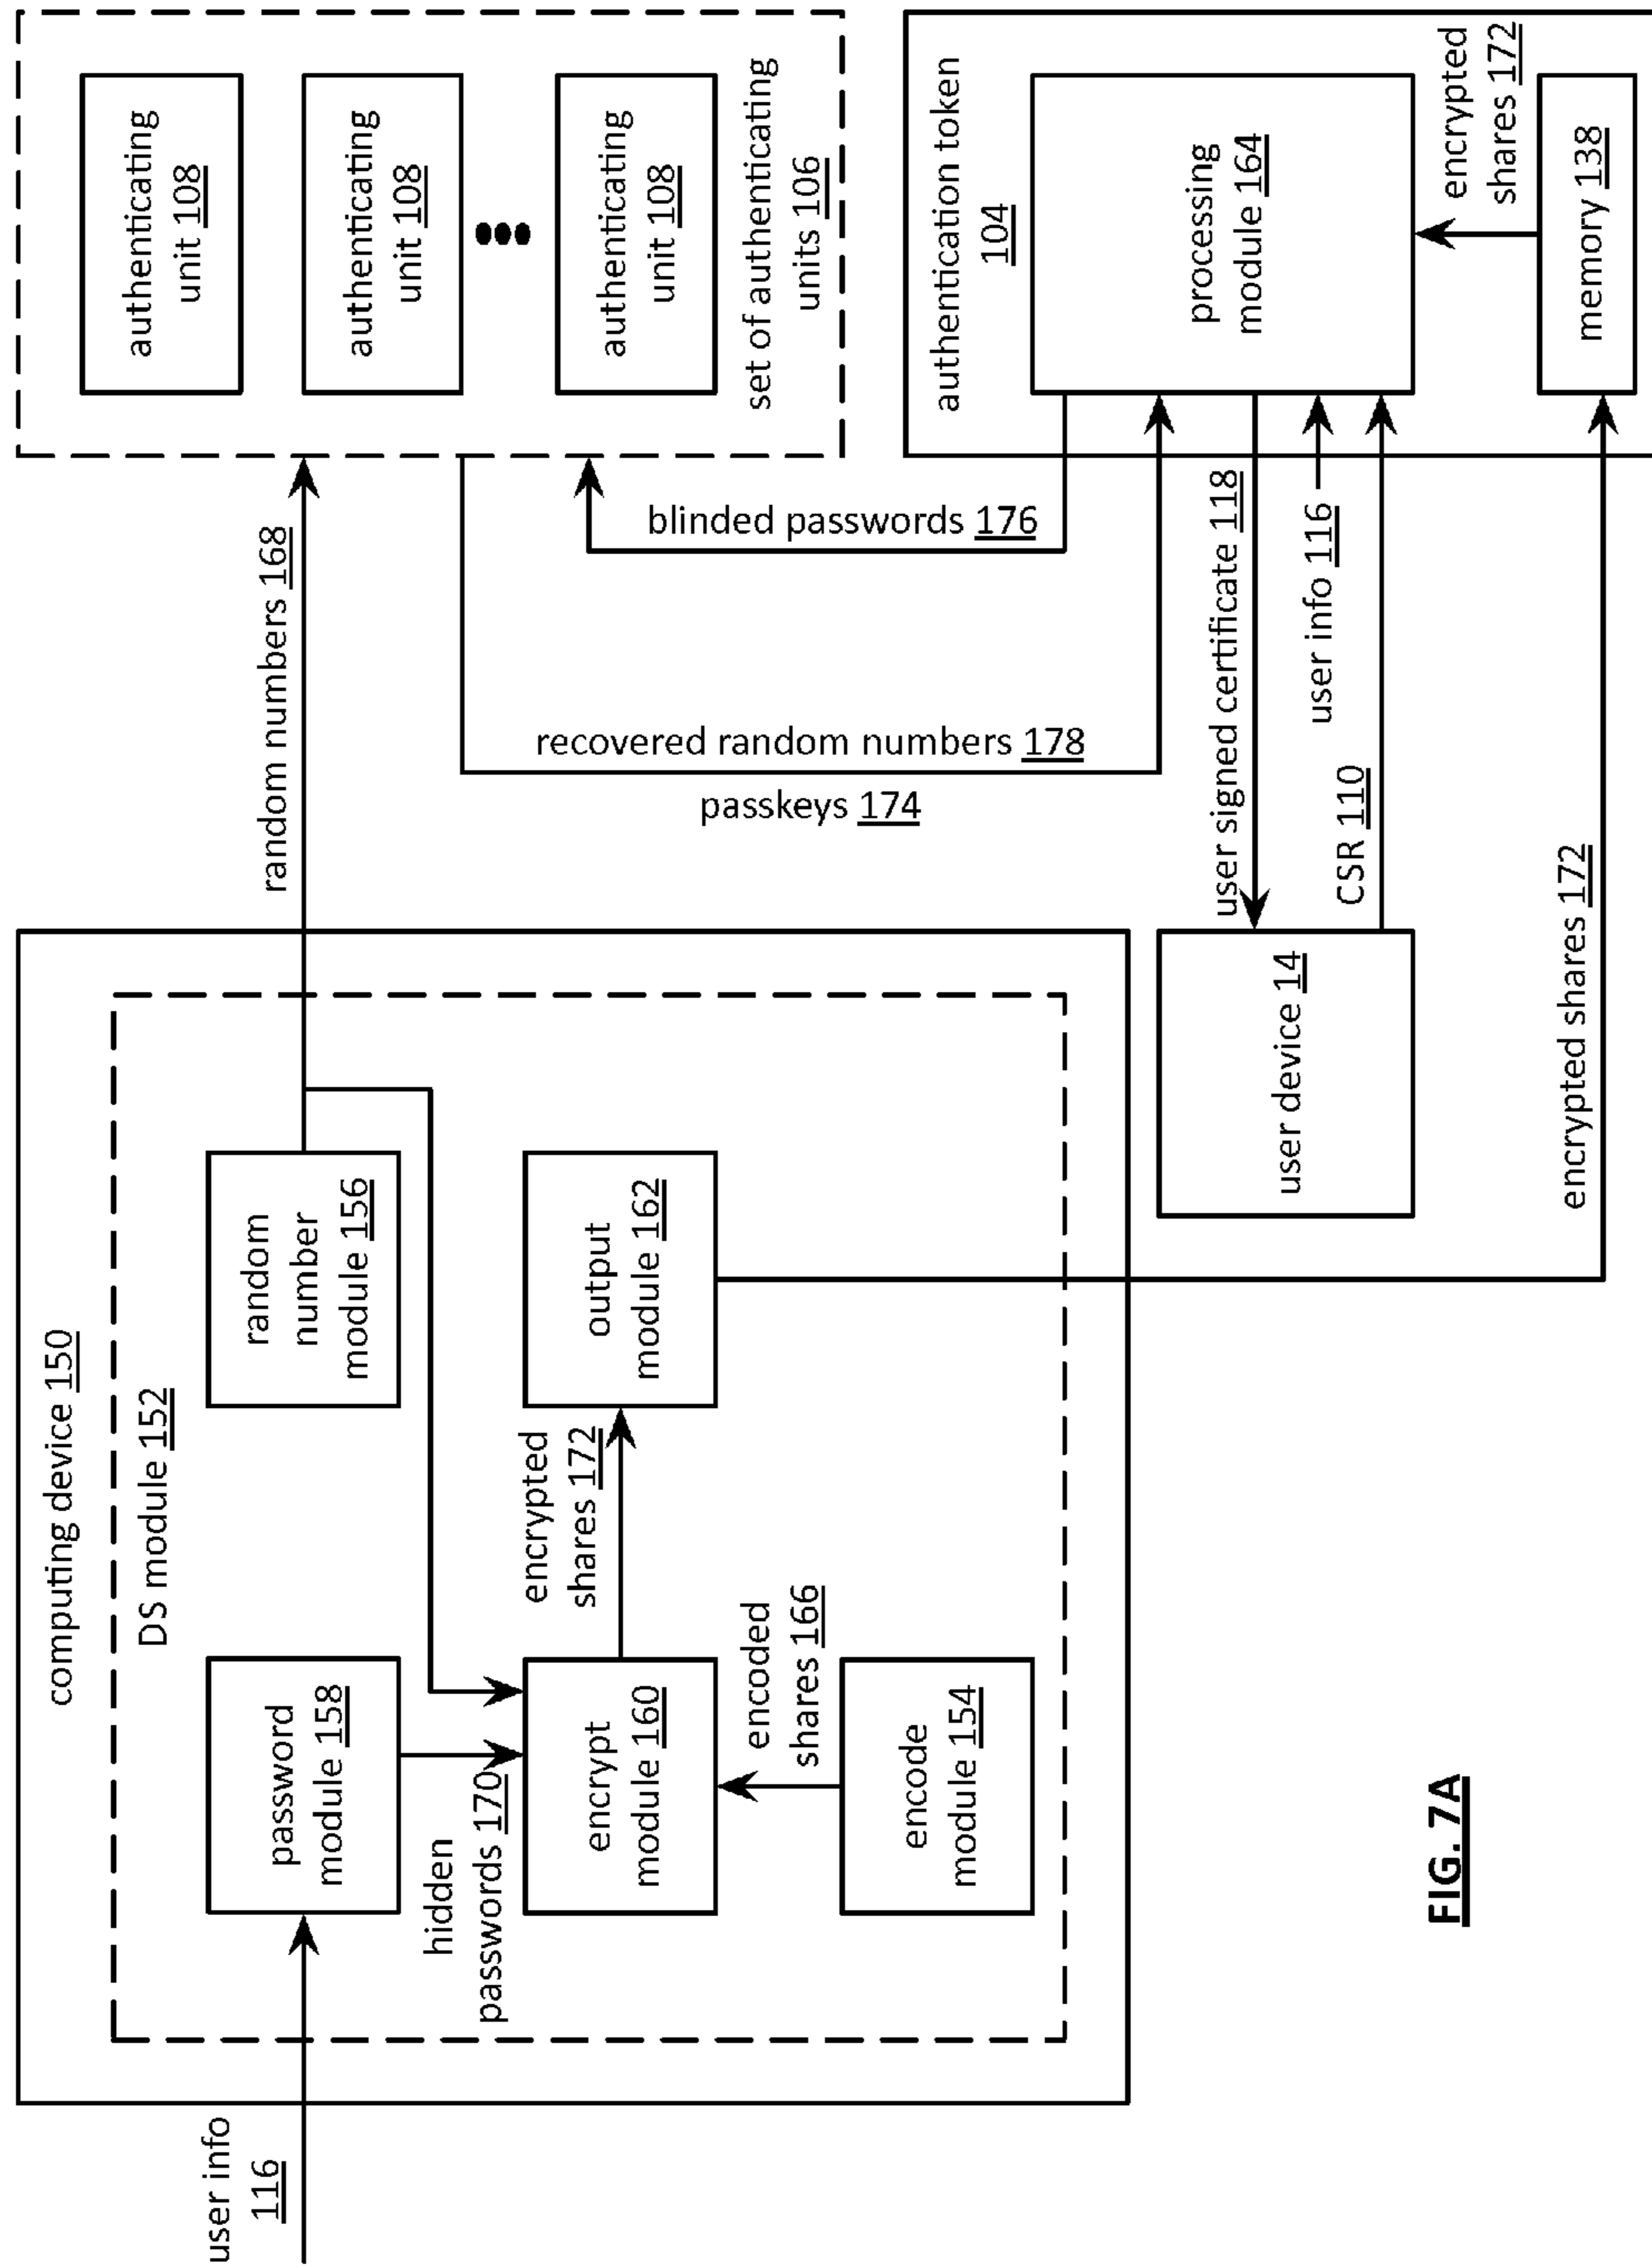 computing device 150
DS module 152
user info
116
password
module 158
random
number
module 156
random numbers 168
hidden
passwords 170
encrypt
module 160
encrypted
shares 172
output
module 162
encoded
shares 166
encode
module 154
authenticating
unit 108
authenticating
unit 108
authenticating
unit 108
set of authenticating
units 106
blinded passwords 176
recovered random numbers 178
passkeys 174
authentication token
104
processing
module 164
encrypted
shares 172
memory 138
user signed certificate 118
user info 116
CSR 110
user device 14
encrypted shares 172
FIG. 7A